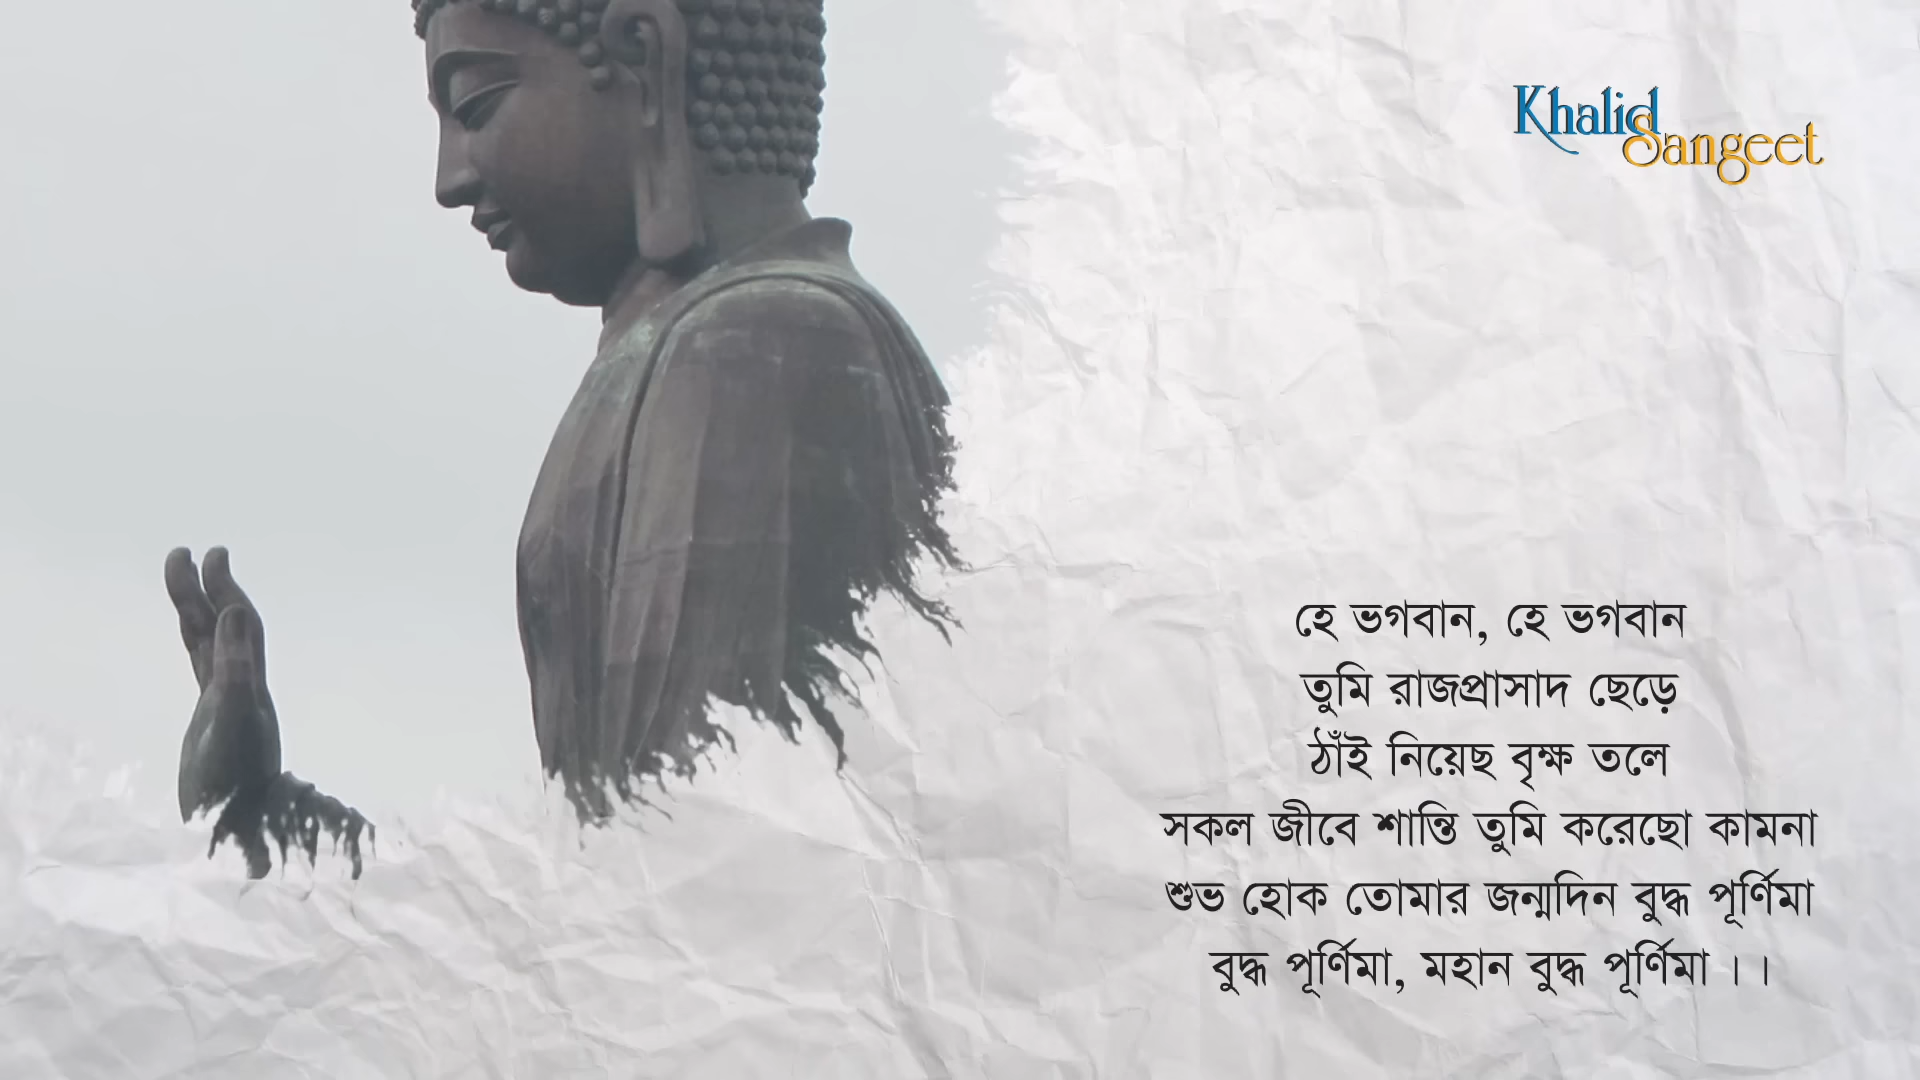 Khalid
Sangeet
হে ভগবান, হে ভগবান
তুমি রাজপ্রাসাদ ছেড়ে
ঠাঁই নিয়েছ বৃক্ষ তলে
সকল জীবে শান্তি তুমি করেছো কামনা
শুভ হোক তোমার জন্মদিন বুদ্ধ পূর্ণিমা
বুদ্ধ পূর্ণিমা, মহান বুদ্ধ পূর্ণিমা ।।